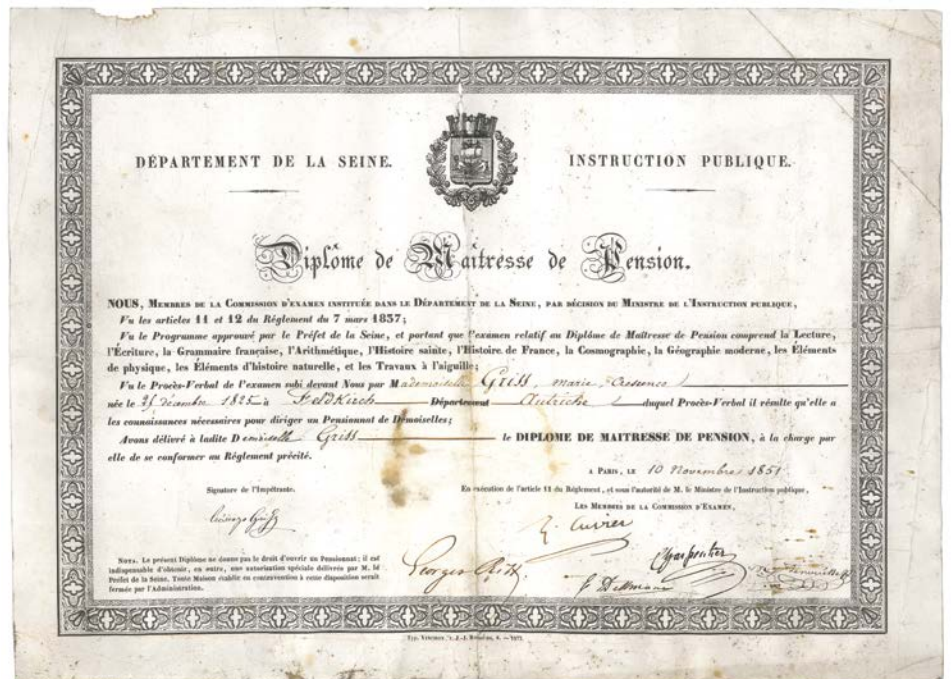 DÉPARTEMENT DE LA SEINE.
INSTRUCTION PUBLIQUE.
Diplôme de Maîtresse de Pension.
NOUS, MEMBRES DE LA COMMISSION D'EXAMEN INSTITUÉE DANS LE DÉPARTEMENT DE LA SEINE, PAR DÉCISION DU MINISTRE DE L'INSTRUCTION PUBLIQUE,
Vu les articles 11 et 12 du Règlement du 7 mars 1837;
Vu le Programme approuvé par le Préfet de la Seine, et portant que l'examen relatif au Diplôme de Maîtresse de Pension comprend la Lecture,
l'Écriture, la Grammaire française, l'Arithmétique, l'Histoire sainte, l'Histoire de France, la Cosmographie, la Géographie moderne, les Éléments
de physique, les Éléments d'histoire naturelle, et les Travaux à l'aiguille;
Vu le Procès-Verbal de l'examen subi devant Nous par Mademoiselle Griss, marie
née le décembre 1825 à Feldkirch Département Autriche duquel Procès-Verbal il résulte qu'elle a
les connaissances nécessaires pour diriger un Pensionnat de Demoiselles;
Avons délivré à ladite Demoiselle Griss le DIPLOME DE MAITRESSE DE PENSION, à la charge par
elle de se conformer au Règlement précité.
A PARIS, LE 10 Novembre 1851
Signature de l'Impétrante.
En exécution de l'article 11 du Règlement, et sous l'autorité de M. le Ministre de l'Instruction publique,
LES MEMBRES DE LA COMMISSION D'EXAMEN,
Cuvier
Carpentier
Georges Ritt
F Dillmann
NOTA. Le présent Diplôme ne donne pas le droit d'ouvrir un Pensionnat; il est
indispensable d'obtenir, en outre, une autorisation spéciale délivrée par M. le
Préfet de la Seine. Toute Maison établie en contravention à cette disposition serait
fermée par l'Administration.
Typ. VINCHON, r. J.-J. Rousseau, 8.